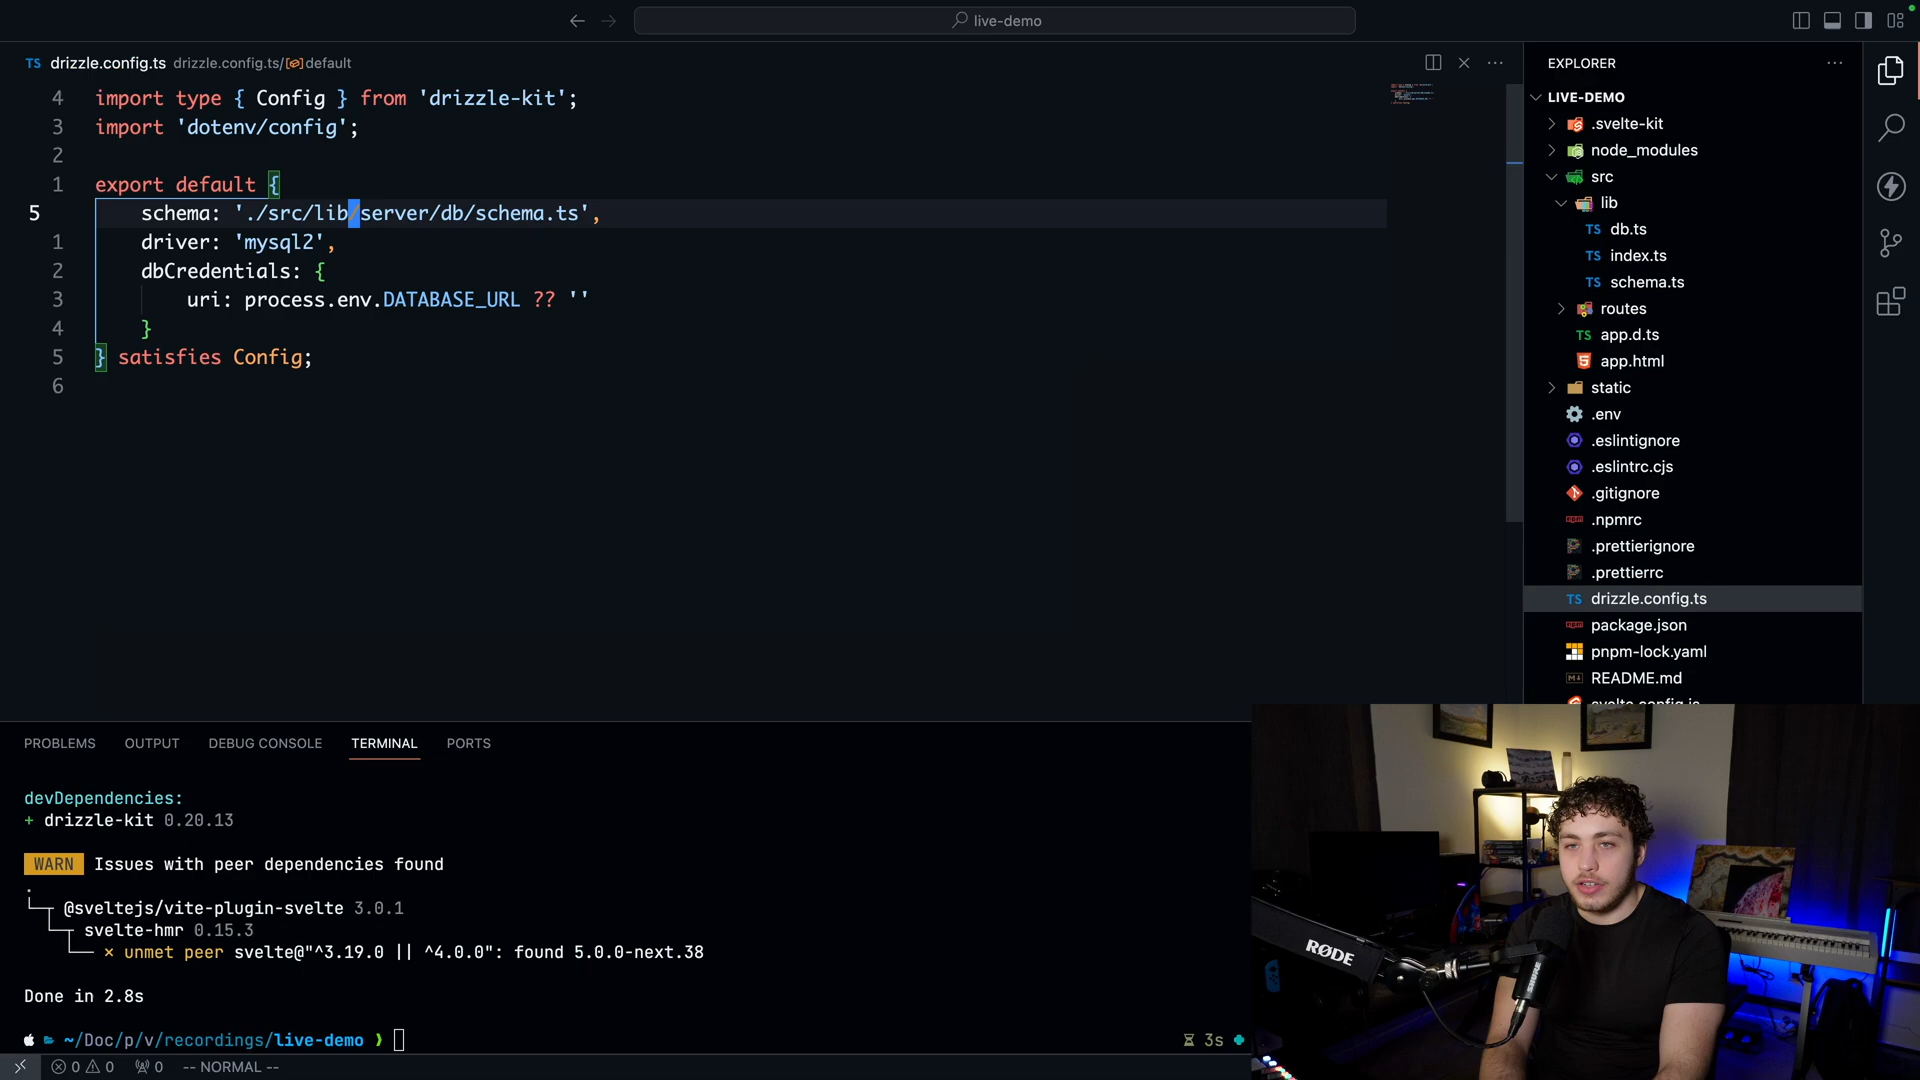 live-demo
TS drizzle.config.ts drizzle.config.ts/default
4 import type { Config } from 'drizzle-kit';
3 import 'dotenv/config';
2
1 export default {
5 schema: './src/lib/server/db/schema.ts',
1 driver: 'mysql2',
2 dbCredentials: {
3 uri: process.env.DATABASE_URL ?? ''
4 }
5 } satisfies Config;
6
EXPLORER
LIVE-DEMO
.svelte-kit
node_modules
src
lib
TS db.ts
TS index.ts
TS schema.ts
routes
TS app.d.ts
app.html
static
.env
.eslintignore
.eslintrc.cjs
.gitignore
.npmrc
.prettierignore
.prettierrc
TS drizzle.config.ts
package.json
pnpm-lock.yaml
README.md
svelte.config.js
PROBLEMS OUTPUT DEBUG CONSOLE TERMINAL PORTS
devDependencies:
+ drizzle-kit 0.20.13
WARN Issues with peer dependencies found
.
└─┬ @sveltejs/vite-plugin-svelte 3.0.1
└─┬ svelte-hmr 0.15.3
└── × unmet peer svelte@"^3.19.0 || ^4.0.0": found 5.0.0-next.38
Done in 2.8s
~/Doc/p/v/recordings/live-demo ❯ 3s
0 0 0 -- NORMAL --
RØDE
SHURE